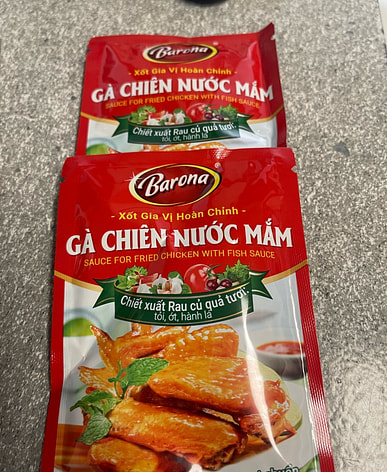 Barona
- Xốt Gia Vị Hoàn Chỉnh -
GÀ CHIÊN NƯỚC MẮM
SAUCE FOR FRIED CHICKEN WITH FISH SAUCE
Chiết xuất Rau củ quả tươi.
tỏi, ớt, hành lá
Barona
- Xốt Gia Vị Hoàn Chỉnh -
GÀ CHIÊN NƯỚC MẮM
SAUCE FOR FRIED CHICKEN WITH FISH SAUCE
Chiết xuất Rau củ quả tươi.
tỏi, ớt, hành lá